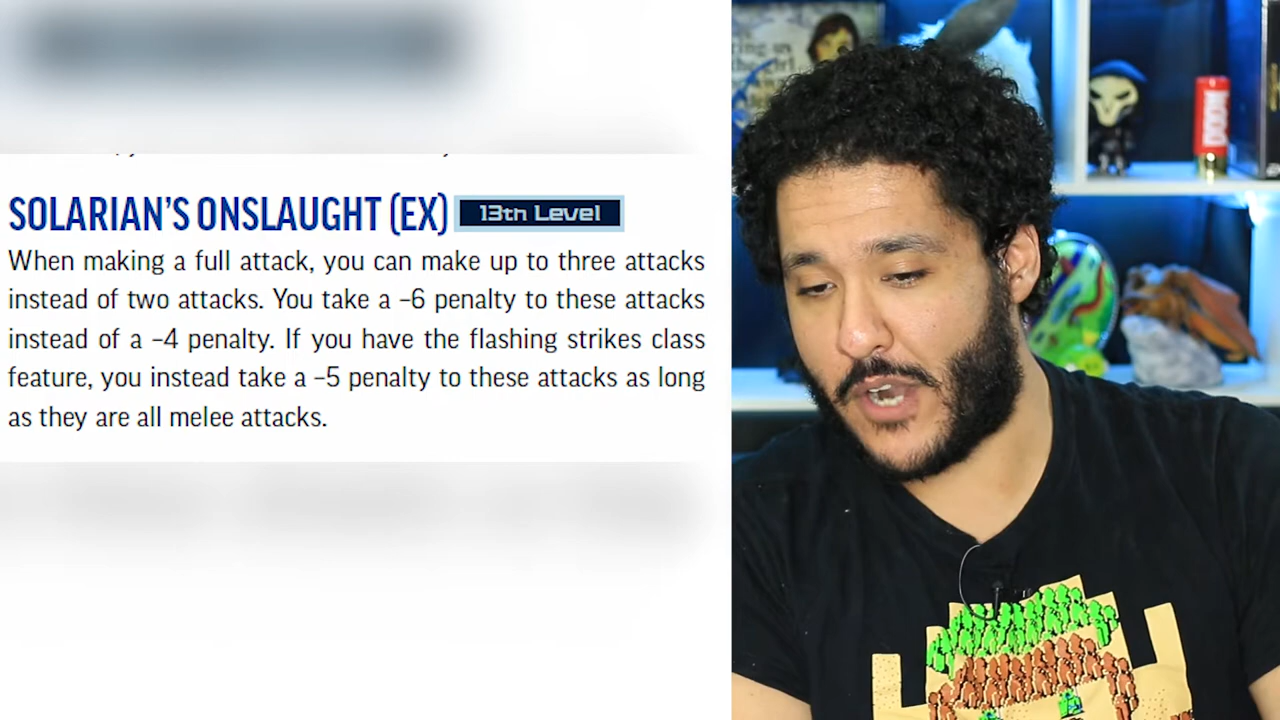 SOLARIAN'S ONSLAUGHT (EX) 13th Level
When making a full attack, you can make up to three attacks
instead of two attacks. You take a –6 penalty to these attacks
instead of a –4 penalty. If you have the flashing strikes class
feature, you instead take a –5 penalty to these attacks as long
as they are all melee attacks.
DOOM